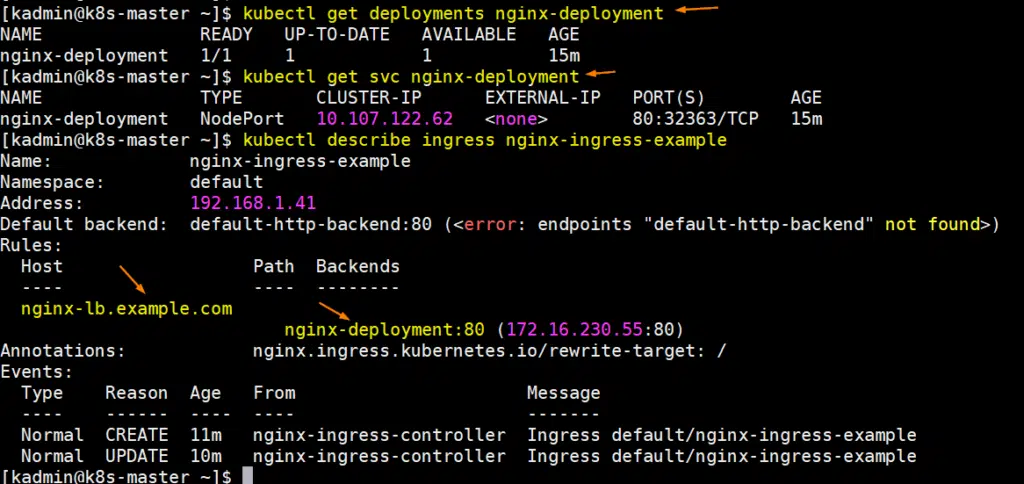 [kadmin@k8s-master ~]$ kubectl get deployments nginx-deployment
NAME               READY   UP-TO-DATE   AVAILABLE   AGE
nginx-deployment   1/1     1            1           15m
[kadmin@k8s-master ~]$ kubectl get svc nginx-deployment
NAME               TYPE       CLUSTER-IP      EXTERNAL-IP   PORT(S)        AGE
nginx-deployment   NodePort   10.107.122.62   <none>        80:32363/TCP   15m
[kadmin@k8s-master ~]$ kubectl describe ingress nginx-ingress-example
Name:             nginx-ingress-example
Namespace:        default
Address:          192.168.1.41
Default backend:  default-http-backend:80 (<error: endpoints "default-http-backend" not found>)
Rules:
  Host                  Path  Backends
  ----                  ----  --------
  nginx-lb.example.com
                           nginx-deployment:80 (172.16.230.55:80)
Annotations:            nginx.ingress.kubernetes.io/rewrite-target: /
Events:
  Type    Reason  Age   From                      Message
  ----    ------  ----  ----                      -------
  Normal  CREATE  11m   nginx-ingress-controller  Ingress default/nginx-ingress-example
  Normal  UPDATE  10m   nginx-ingress-controller  Ingress default/nginx-ingress-example
[kadmin@k8s-master ~]$